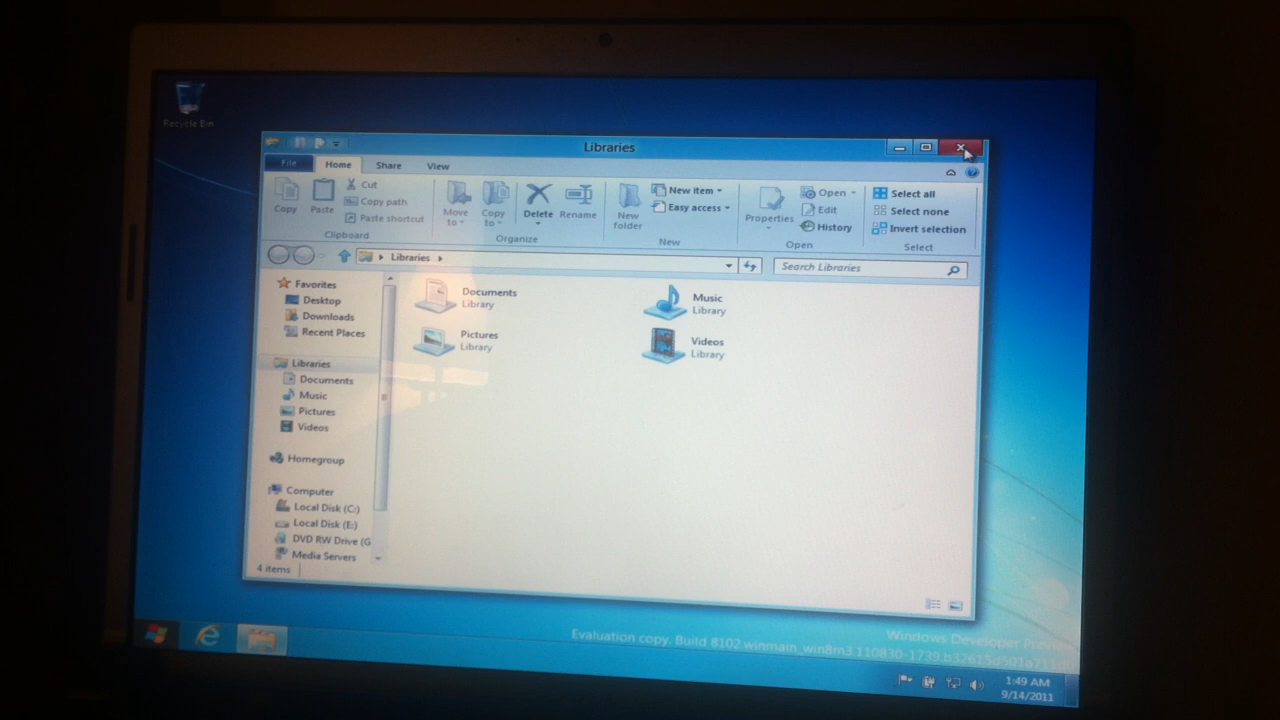 Recycle Bin
Libraries
File Home Share View
Copy
Paste
Cut
Copy path
Paste shortcut
Clipboard
Move to
Copy to
Delete
Rename
Organize
New folder
New item
Easy access
New
Properties
Open
Edit
History
Open
Select all
Select none
Invert selection
Select
Libraries
Search Libraries
Favorites
Desktop
Downloads
Recent Places
Libraries
Documents
Music
Pictures
Videos
Homegroup
Computer
Local Disk (C:)
Local Disk (E:)
DVD RW Drive (G
Media Servers
Documents
Library
Music
Library
Pictures
Library
Videos
Library
4 items
Windows Developer
Evaluation copy. Build 8102.winmain_win8m3.110830-1739
1:49 AM
9/14/2011